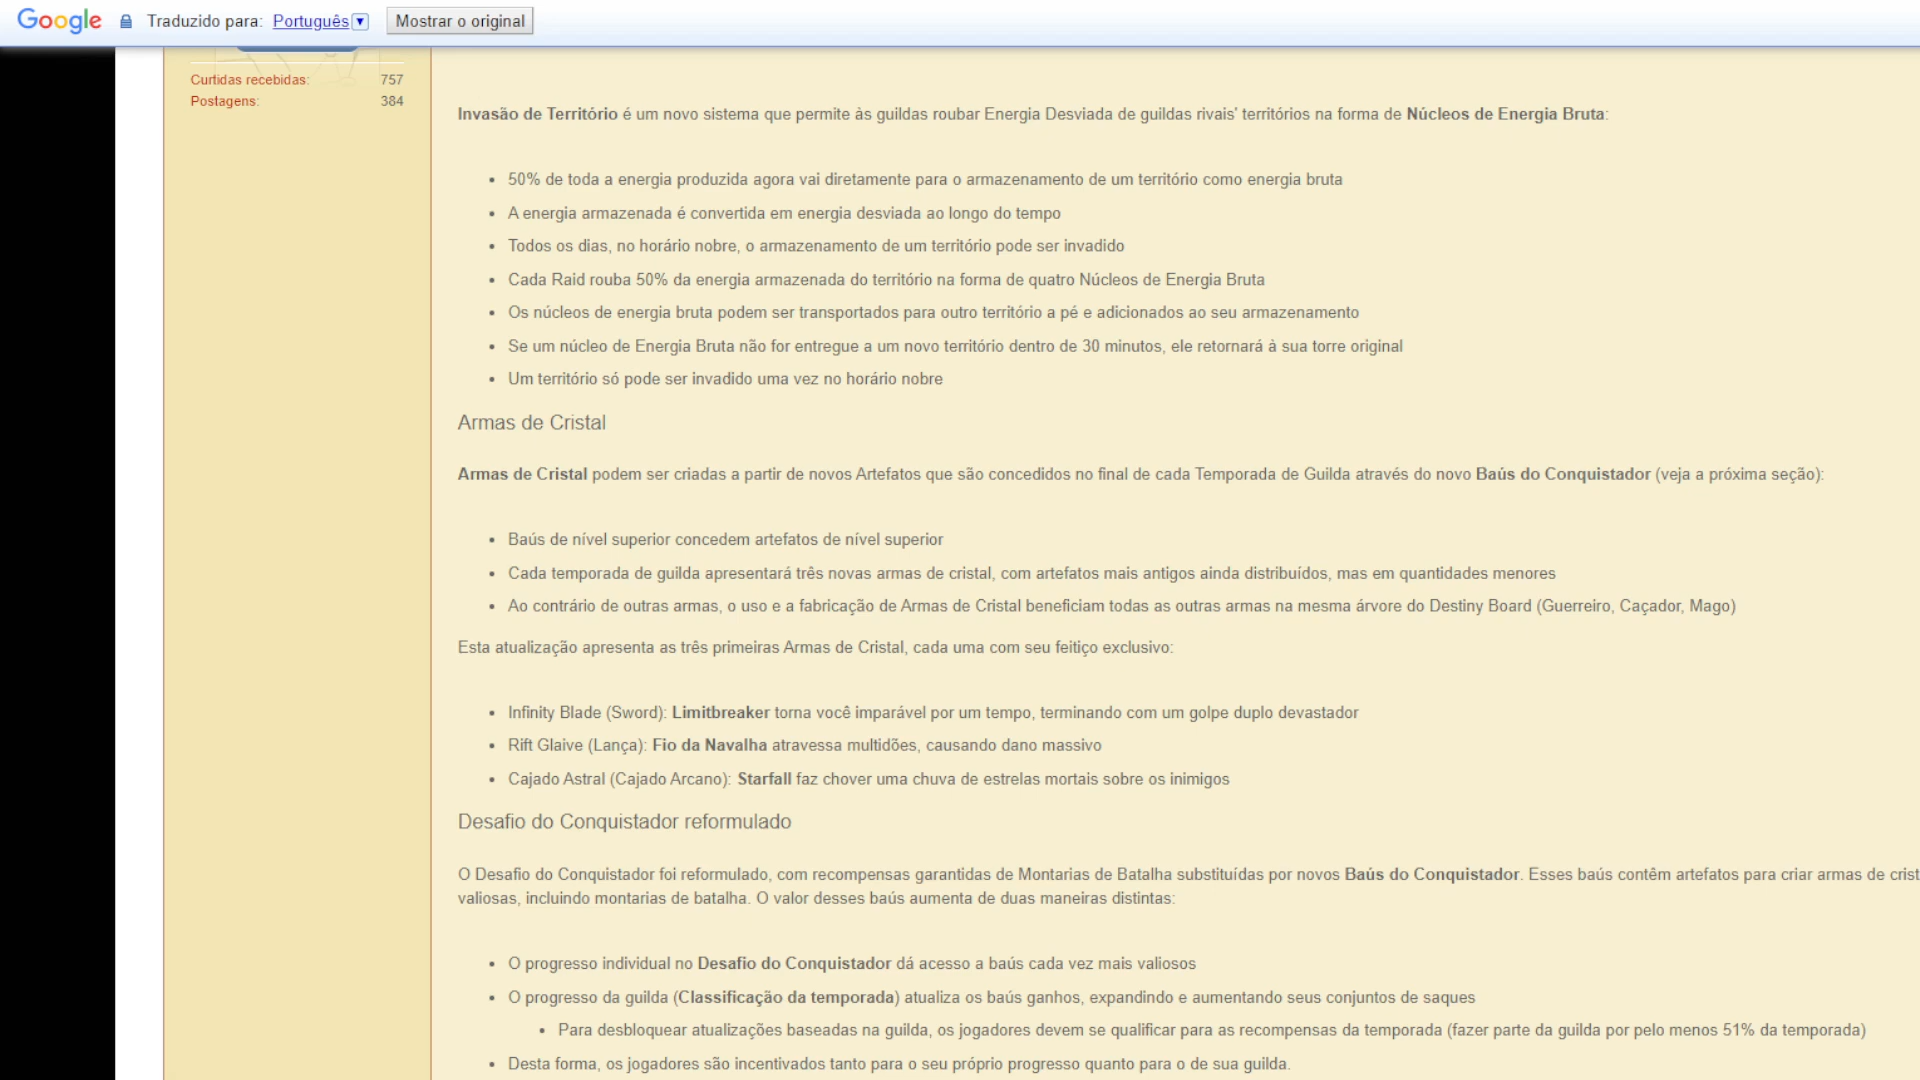 Google Traduzido para: Português Mostrar o original
Curtidas recebidas: 757
Postagens: 384
Invasão de Território é um novo sistema que permite às guildas roubar Energia Desviada de guildas rivais' territórios na forma de Núcleos de Energia Bruta:
• 50% de toda a energia produzida agora vai diretamente para o armazenamento de um território como energia bruta
• A energia armazenada é convertida em energia desviada ao longo do tempo
• Todos os dias, no horário nobre, o armazenamento de um território pode ser invadido
• Cada Raid rouba 50% da energia armazenada do território na forma de quatro Núcleos de Energia Bruta
• Os núcleos de energia bruta podem ser transportados para outro território a pé e adicionados ao seu armazenamento
• Se um núcleo de Energia Bruta não for entregue a um novo território dentro de 30 minutos, ele retornará à sua torre original
• Um território só pode ser invadido uma vez no horário nobre
Armas de Cristal
Armas de Cristal podem ser criadas a partir de novos Artefatos que são concedidos no final de cada Temporada de Guilda através do novo Baús do Conquistador (veja a próxima seção):
• Baús de nível superior concedem artefatos de nível superior
• Cada temporada de guilda apresentará três novas armas de cristal, com artefatos mais antigos ainda distribuídos, mas em quantidades menores
• Ao contrário de outras armas, o uso e a fabricação de Armas de Cristal beneficiam todas as outras armas na mesma árvore do Destiny Board (Guerreiro, Caçador, Mago)
Esta atualização apresenta as três primeiras Armas de Cristal, cada uma com seu feitiço exclusivo:
• Infinity Blade (Sword): Limitbreaker torna você imparável por um tempo, terminando com um golpe duplo devastador
• Rift Glaive (Lança): Fio da Navalha atravessa multidões, causando dano massivo
• Cajado Astral (Cajado Arcano): Starfall faz chover uma chuva de estrelas mortais sobre os inimigos
Desafio do Conquistador reformulado
O Desafio do Conquistador foi reformulado, com recompensas garantidas de Montarias de Batalha substituídas por novos Baús do Conquistador. Esses baús contêm artefatos para criar armas de crist
valiosas, incluindo montarias de batalha. O valor desses baús aumenta de duas maneiras distintas:
• O progresso individual no Desafio do Conquistador dá acesso a baús cada vez mais valiosos
• O progresso da guilda (Classificação da temporada) atualiza os baús ganhos, expandindo e aumentando seus conjuntos de saques
• Para desbloquear atualizações baseadas na guilda, os jogadores devem se qualificar para as recompensas da temporada (fazer parte da guilda por pelo menos 51% da temporada)
• Desta forma, os jogadores são incentivados tanto para o seu próprio progresso quanto para o de sua guilda.